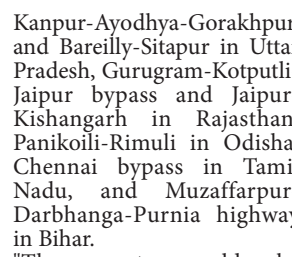 Kanpur-Ayodhya-Gorakhpur
and Bareilly-Sitapur in Utta
Pradesh, Gurugram-Kotputli
Jaipur bypass and Jaipur
Kishangarh in Rajasthan
Panikoili-Rimuli in Odisha
Chennai bypass in Tami
Nadu, and Muzaffarpur
Darbhanga-Purnia highway
in Bihar.